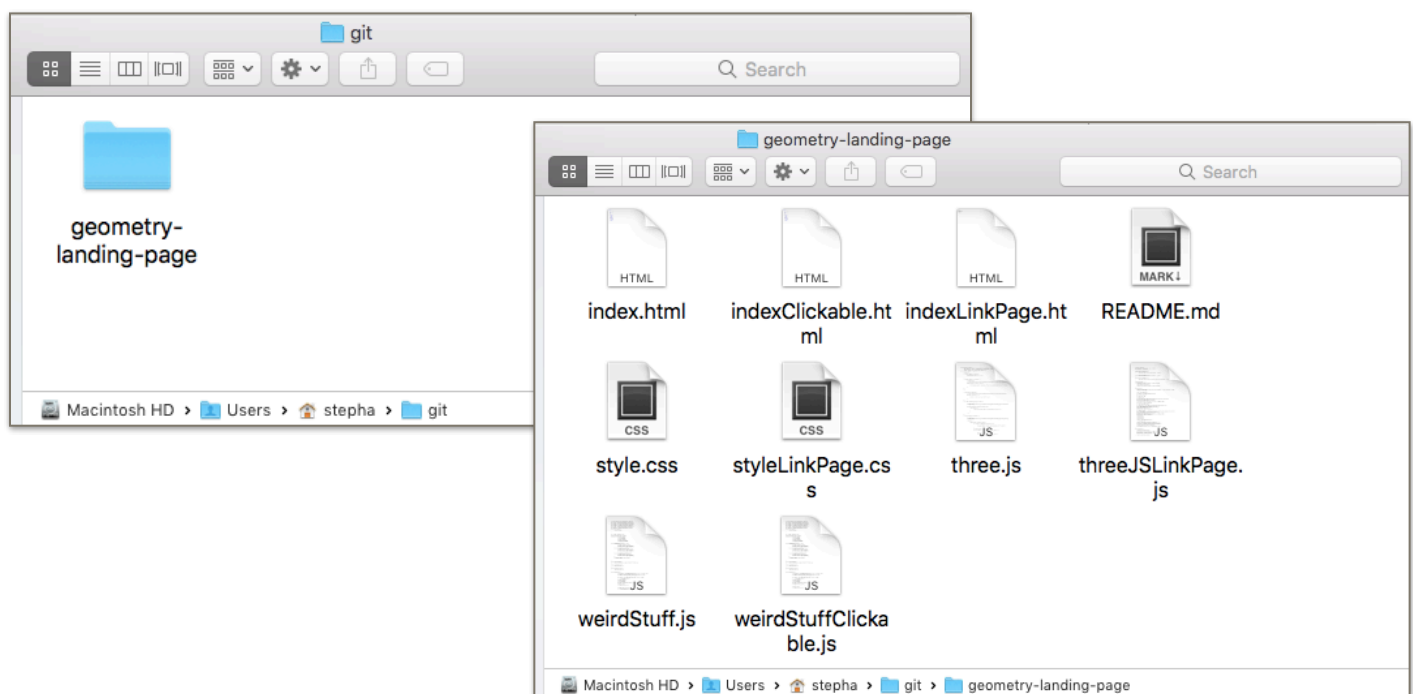 git
Search
geometry-
landing-page
Macintosh HD › Users › stepha › git
geometry-landing-page
Search
HTML HTML HTML MARK↓
index.html indexClickable.ht indexLinkPage.ht README.md
ml ml
CSS CSS JS JS
style.css styleLinkPage.cs three.js threeJSLinkPage.
s js
JS JS
weirdStuff.js weirdStuffClicka
ble.js
Macintosh HD › Users › stepha › git › geometry-landing-page